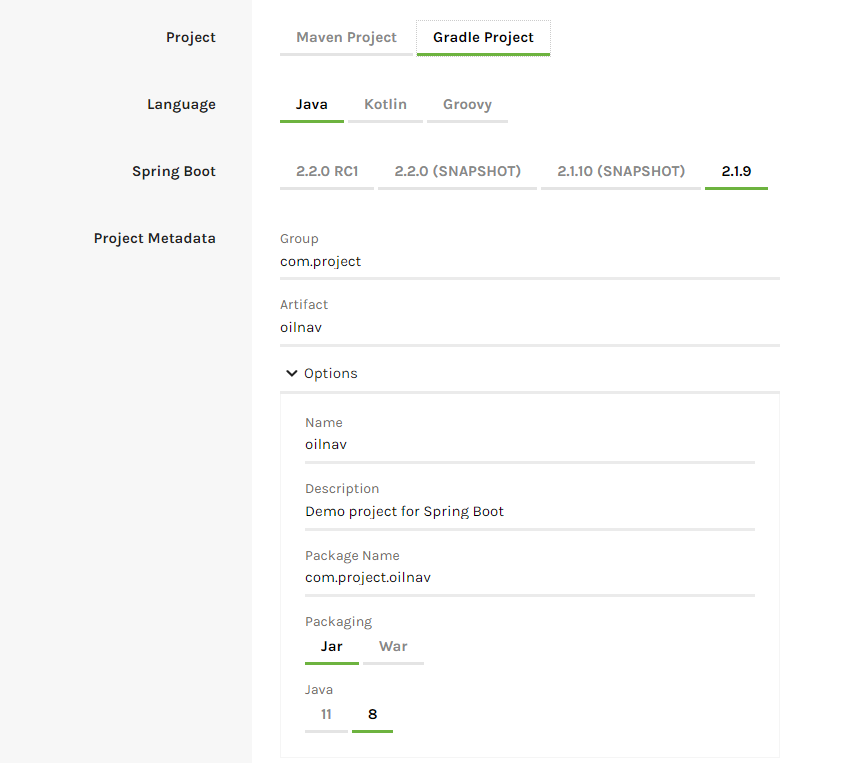 Project Maven Project Gradle Project
Language Java Kotlin Groovy
Spring Boot 2.2.0 RC1 2.2.0 (SNAPSHOT) 2.1.10 (SNAPSHOT) 2.1.9
Project Metadata Group
com.project
Artifact
oilnav
Options
Name
oilnav
Description
Demo project for Spring Boot
Package Name
com.project.oilnav
Packaging
Jar War
Java
11 8